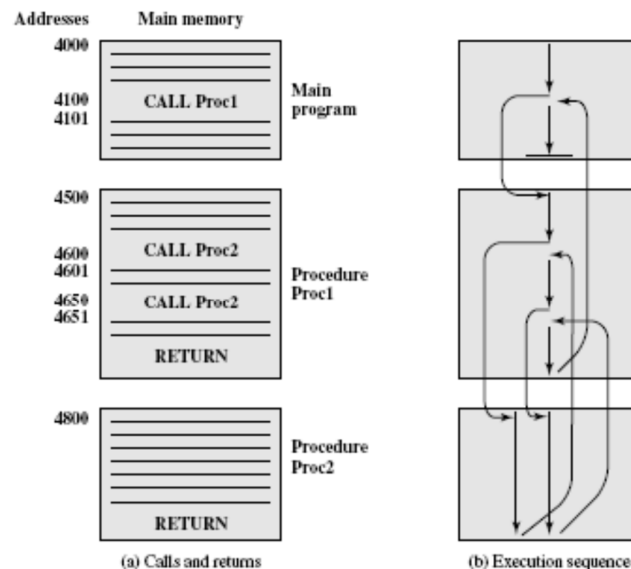 Addresses
Main memory
4000
4100
4101
CALL Proc1
Main
program
4500
4600
4601
4650
4651
CALL Proc2
CALL Proc2
RETURN
Procedure
Proc1
4800
RETURN
Procedure
Proc2
(a) Calls and returns
(b) Execution sequence